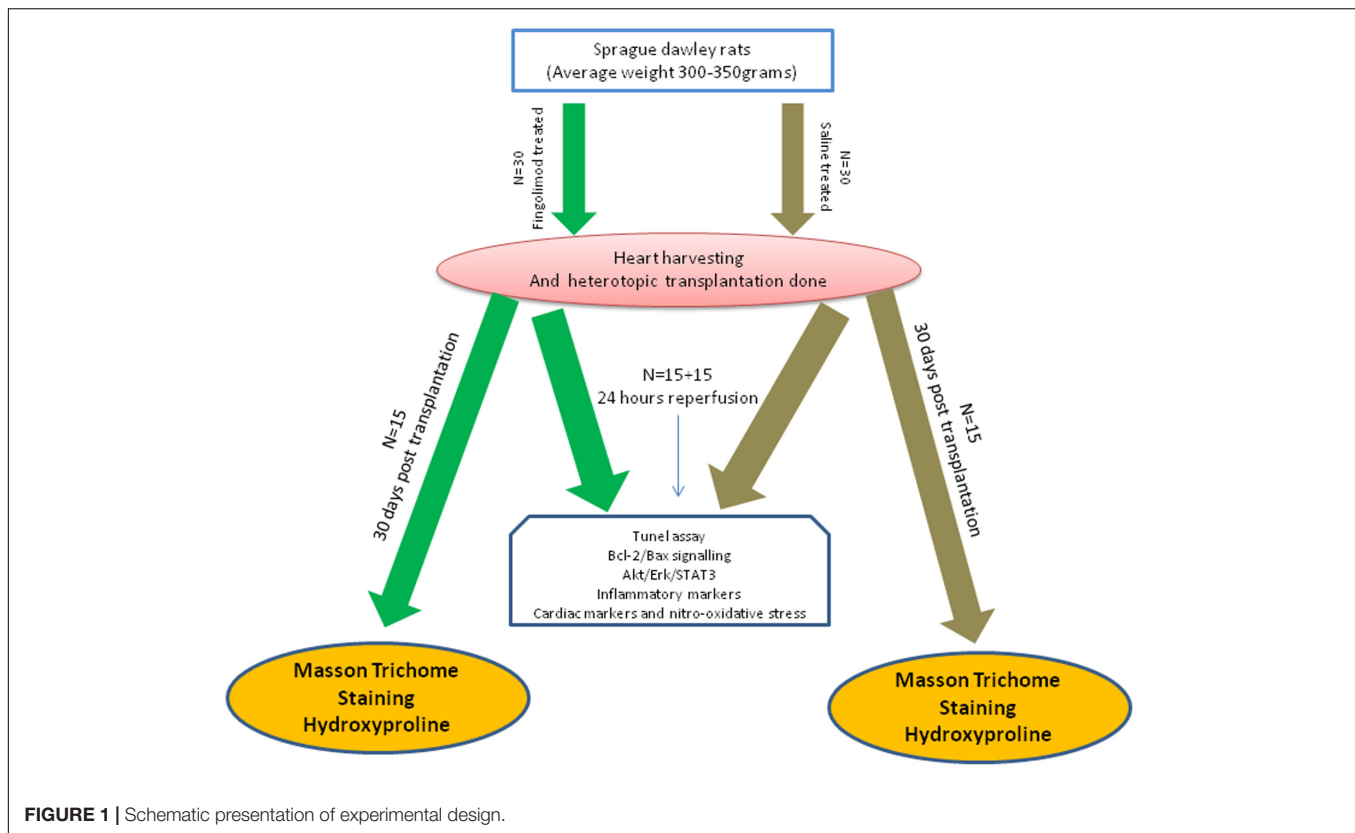 Sprague dawley rats
(Average weight 300-350grams)
N=30
Fingolimod treated
N=30
Saline treated
Heart harvesting
And heterotopic transplantation done
N=15
30 days post transplantation
N=15+15
24 hours reperfusion
N=15
30 days post transplantation
Tunel assay
Bcl-2/Bax signalling
Akt/Erk/STAT3
Inflammatory markers
Cardiac markers and nitro-oxidative stress
Masson Trichome
Staining
Hydroxyproline
Masson Trichome
Staining
Hydroxyproline
FIGURE 1 | Schematic presentation of experimental design.